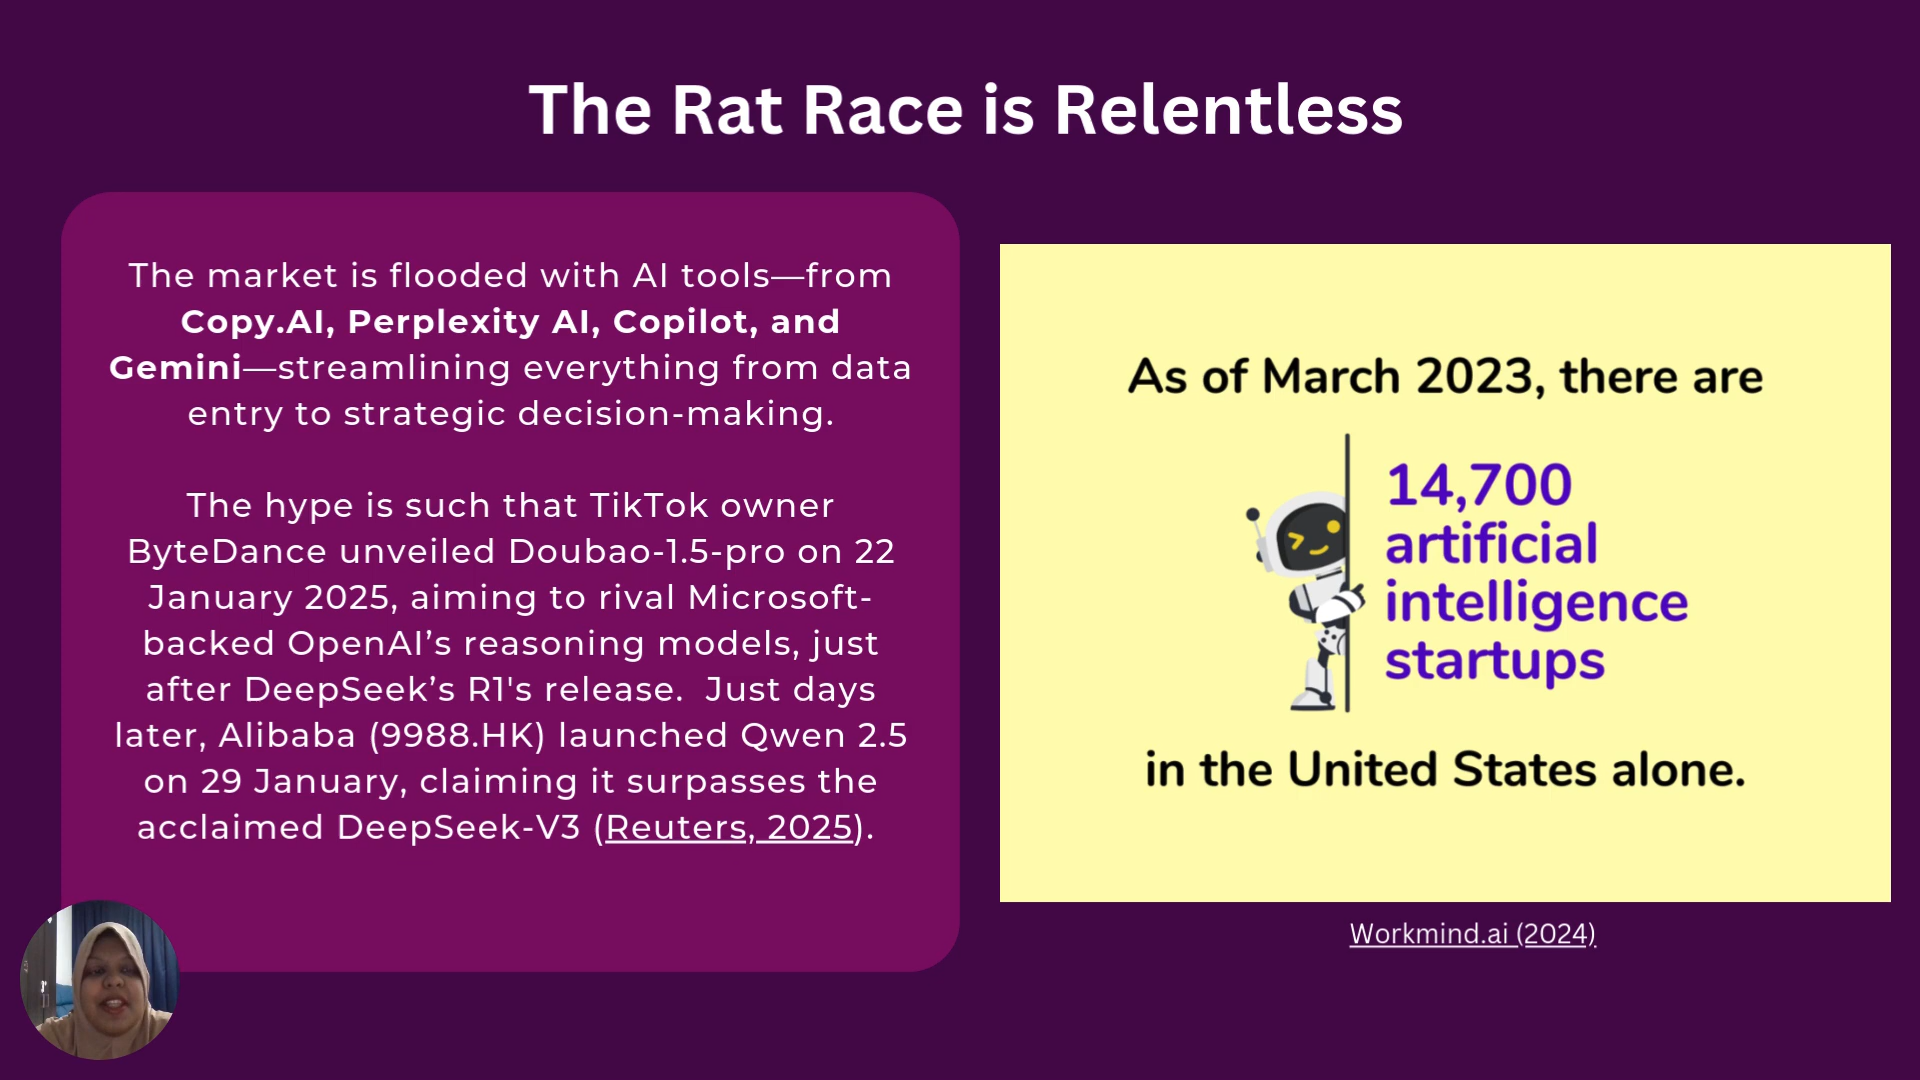 The Rat Race is Relentless
The market is flooded with AI tools—from
Copy.AI, Perplexity AI, Copilot, and
Gemini—streamlining everything from data
entry to strategic decision-making.
The hype is such that TikTok owner
ByteDance unveiled Doubao-1.5-pro on 22
January 2025, aiming to rival Microsoft-
backed OpenAI’s reasoning models, just
after DeepSeek’s R1's release.  Just days
later, Alibaba (9988.HK) launched Qwen 2.5
on 29 January, claiming it surpasses the
acclaimed DeepSeek-V3 (Reuters, 2025).
As of March 2023, there are
14,700
artificial
intelligence
startups
in the United States alone.
Workmind.ai (2024)